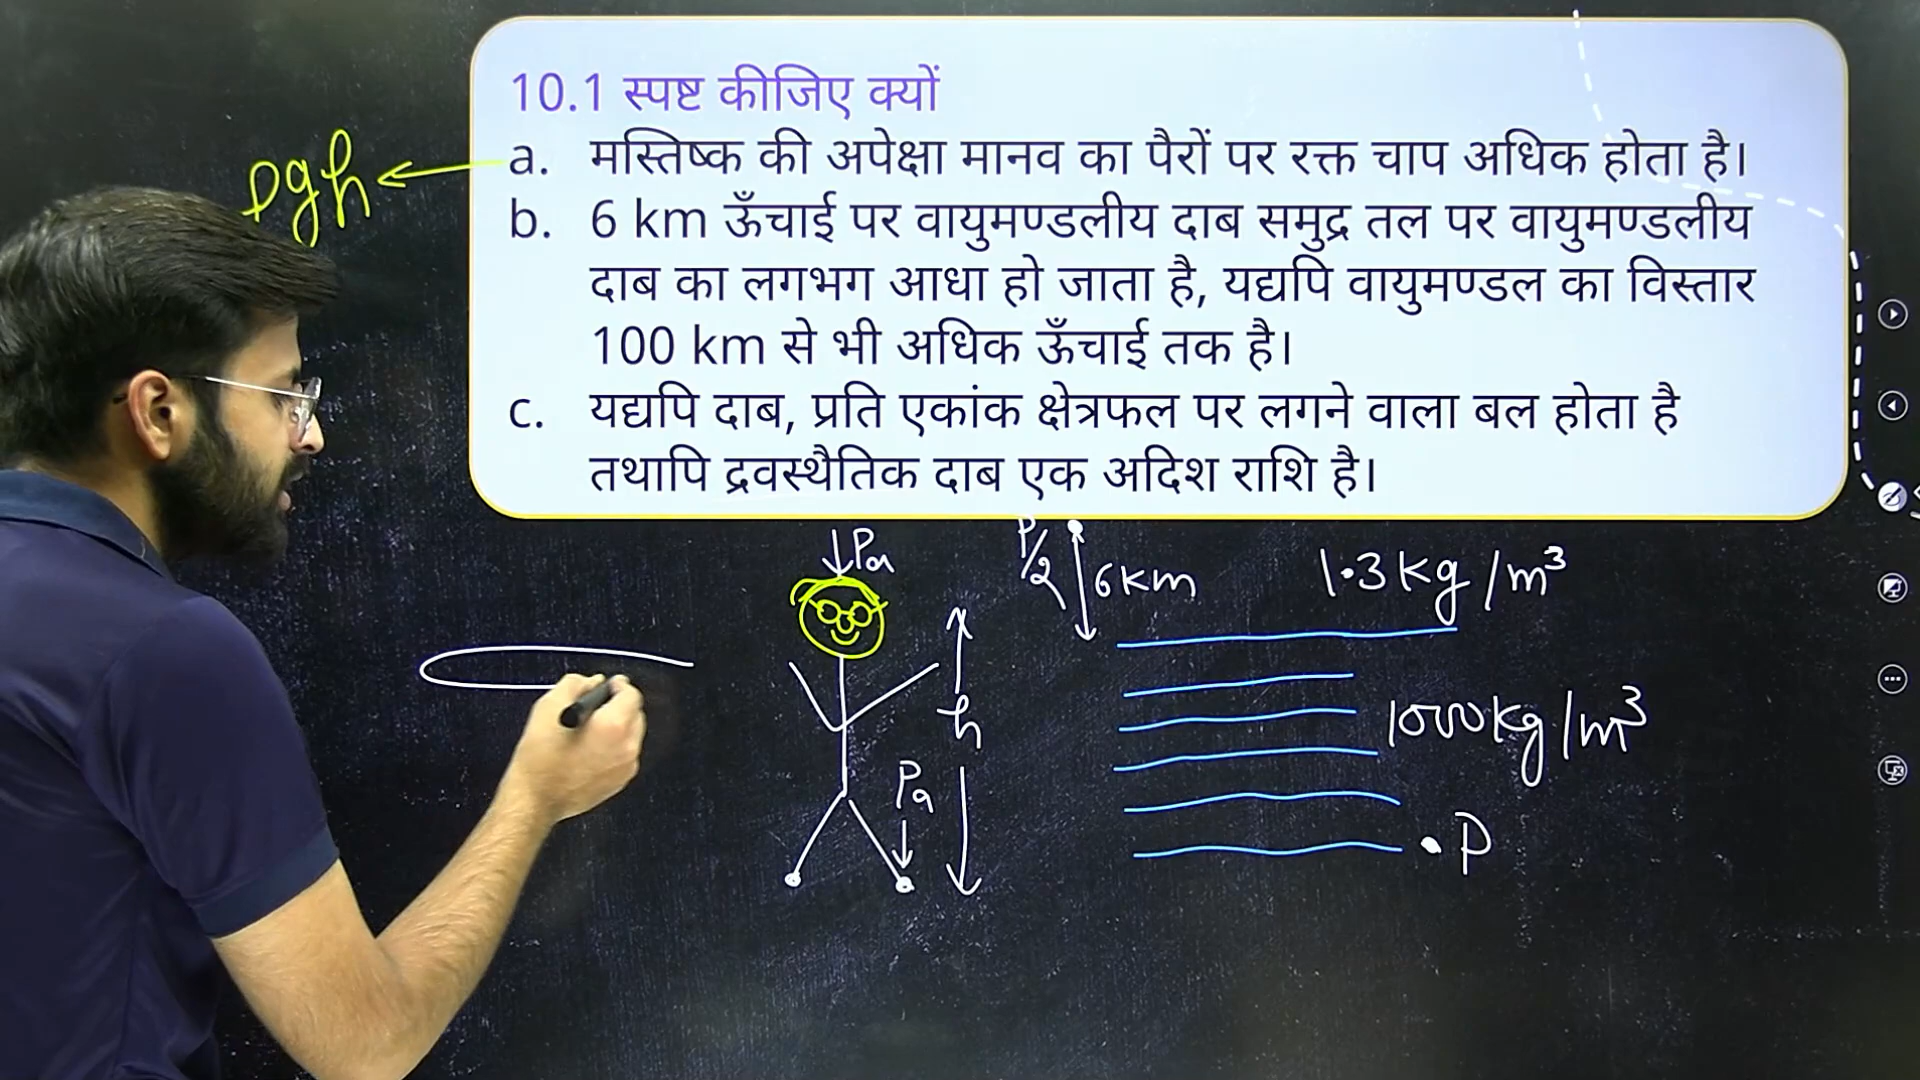 10.1 स्पष्ट कीजिए क्यों
a. मस्तिष्क की अपेक्षा मानव का पैरों पर रक्त चाप अधिक होता है।
b. 6 km ऊँचाई पर वायुमण्डलीय दाब समुद्र तल पर वायुमण्डलीय
दाब का लगभग आधा हो जाता है, यद्यपि वायुमण्डल का विस्तार
100 km से भी अधिक ऊँचाई तक है।
c. यद्यपि दाब, प्रति एकांक क्षेत्रफल पर लगने वाला बल होता है
तथापि द्रवस्थैतिक दाब एक अदिश राशि है।
ρgh
Pa
P/2
6km
1.3kg/m³
h
1000kg/m³
Pa
P